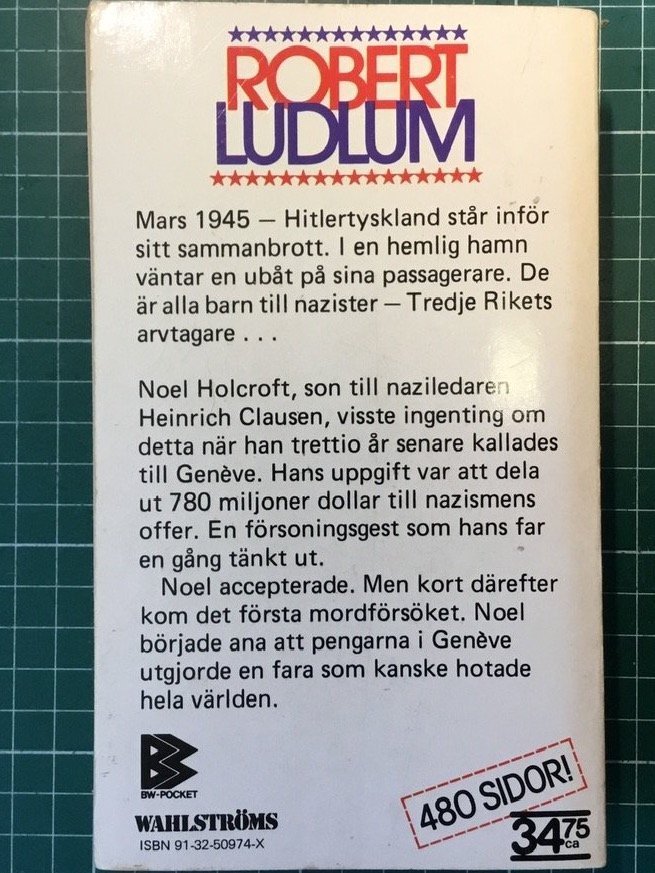 ROBERT
LUDLUM
Mars 1945 — Hitlertyskland står inför
sitt sammanbrott. I en hemlig hamn
väntar en ubåt på sina passagerare. De
är alla barn till nazister — Tredje Rikets
arvtagare . . .
Noel Holcroft, son till naziledaren
Heinrich Clausen, visste ingenting om
detta när han trettio år senare kallades
till Genève. Hans uppgift var att dela
ut 780 miljoner dollar till nazismens
offer. En försoningsgest som hans far
en gång tänkt ut.
Noel accepterade. Men kort därefter
kom det första mordförsöket. Noel
började ana att pengarna i Genève
utgjorde en fara som kanske hotade
hela världen.
BW-POCKET
WAHLSTRÖMS
ISBN 91-32-50974-X
480 SIDOR!
34 75
ca